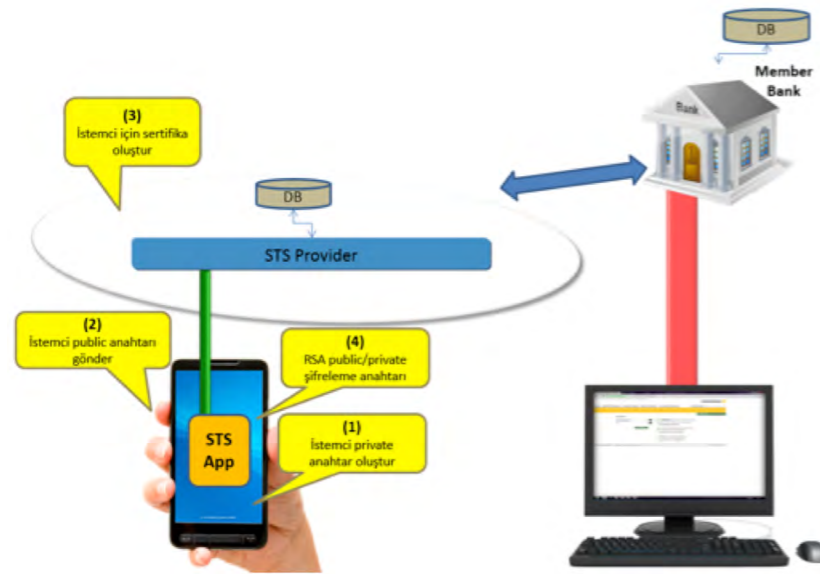 DB
Member
Bank
Bank
(3)
İstemci için sertifika
oluştur
DB
STS Provider
(2)
İstemci public anahtarı
gönder
(4)
RSA public/private
şifreleme anahtarı
(1)
İstemci private
anahtar oluştur
STS
App